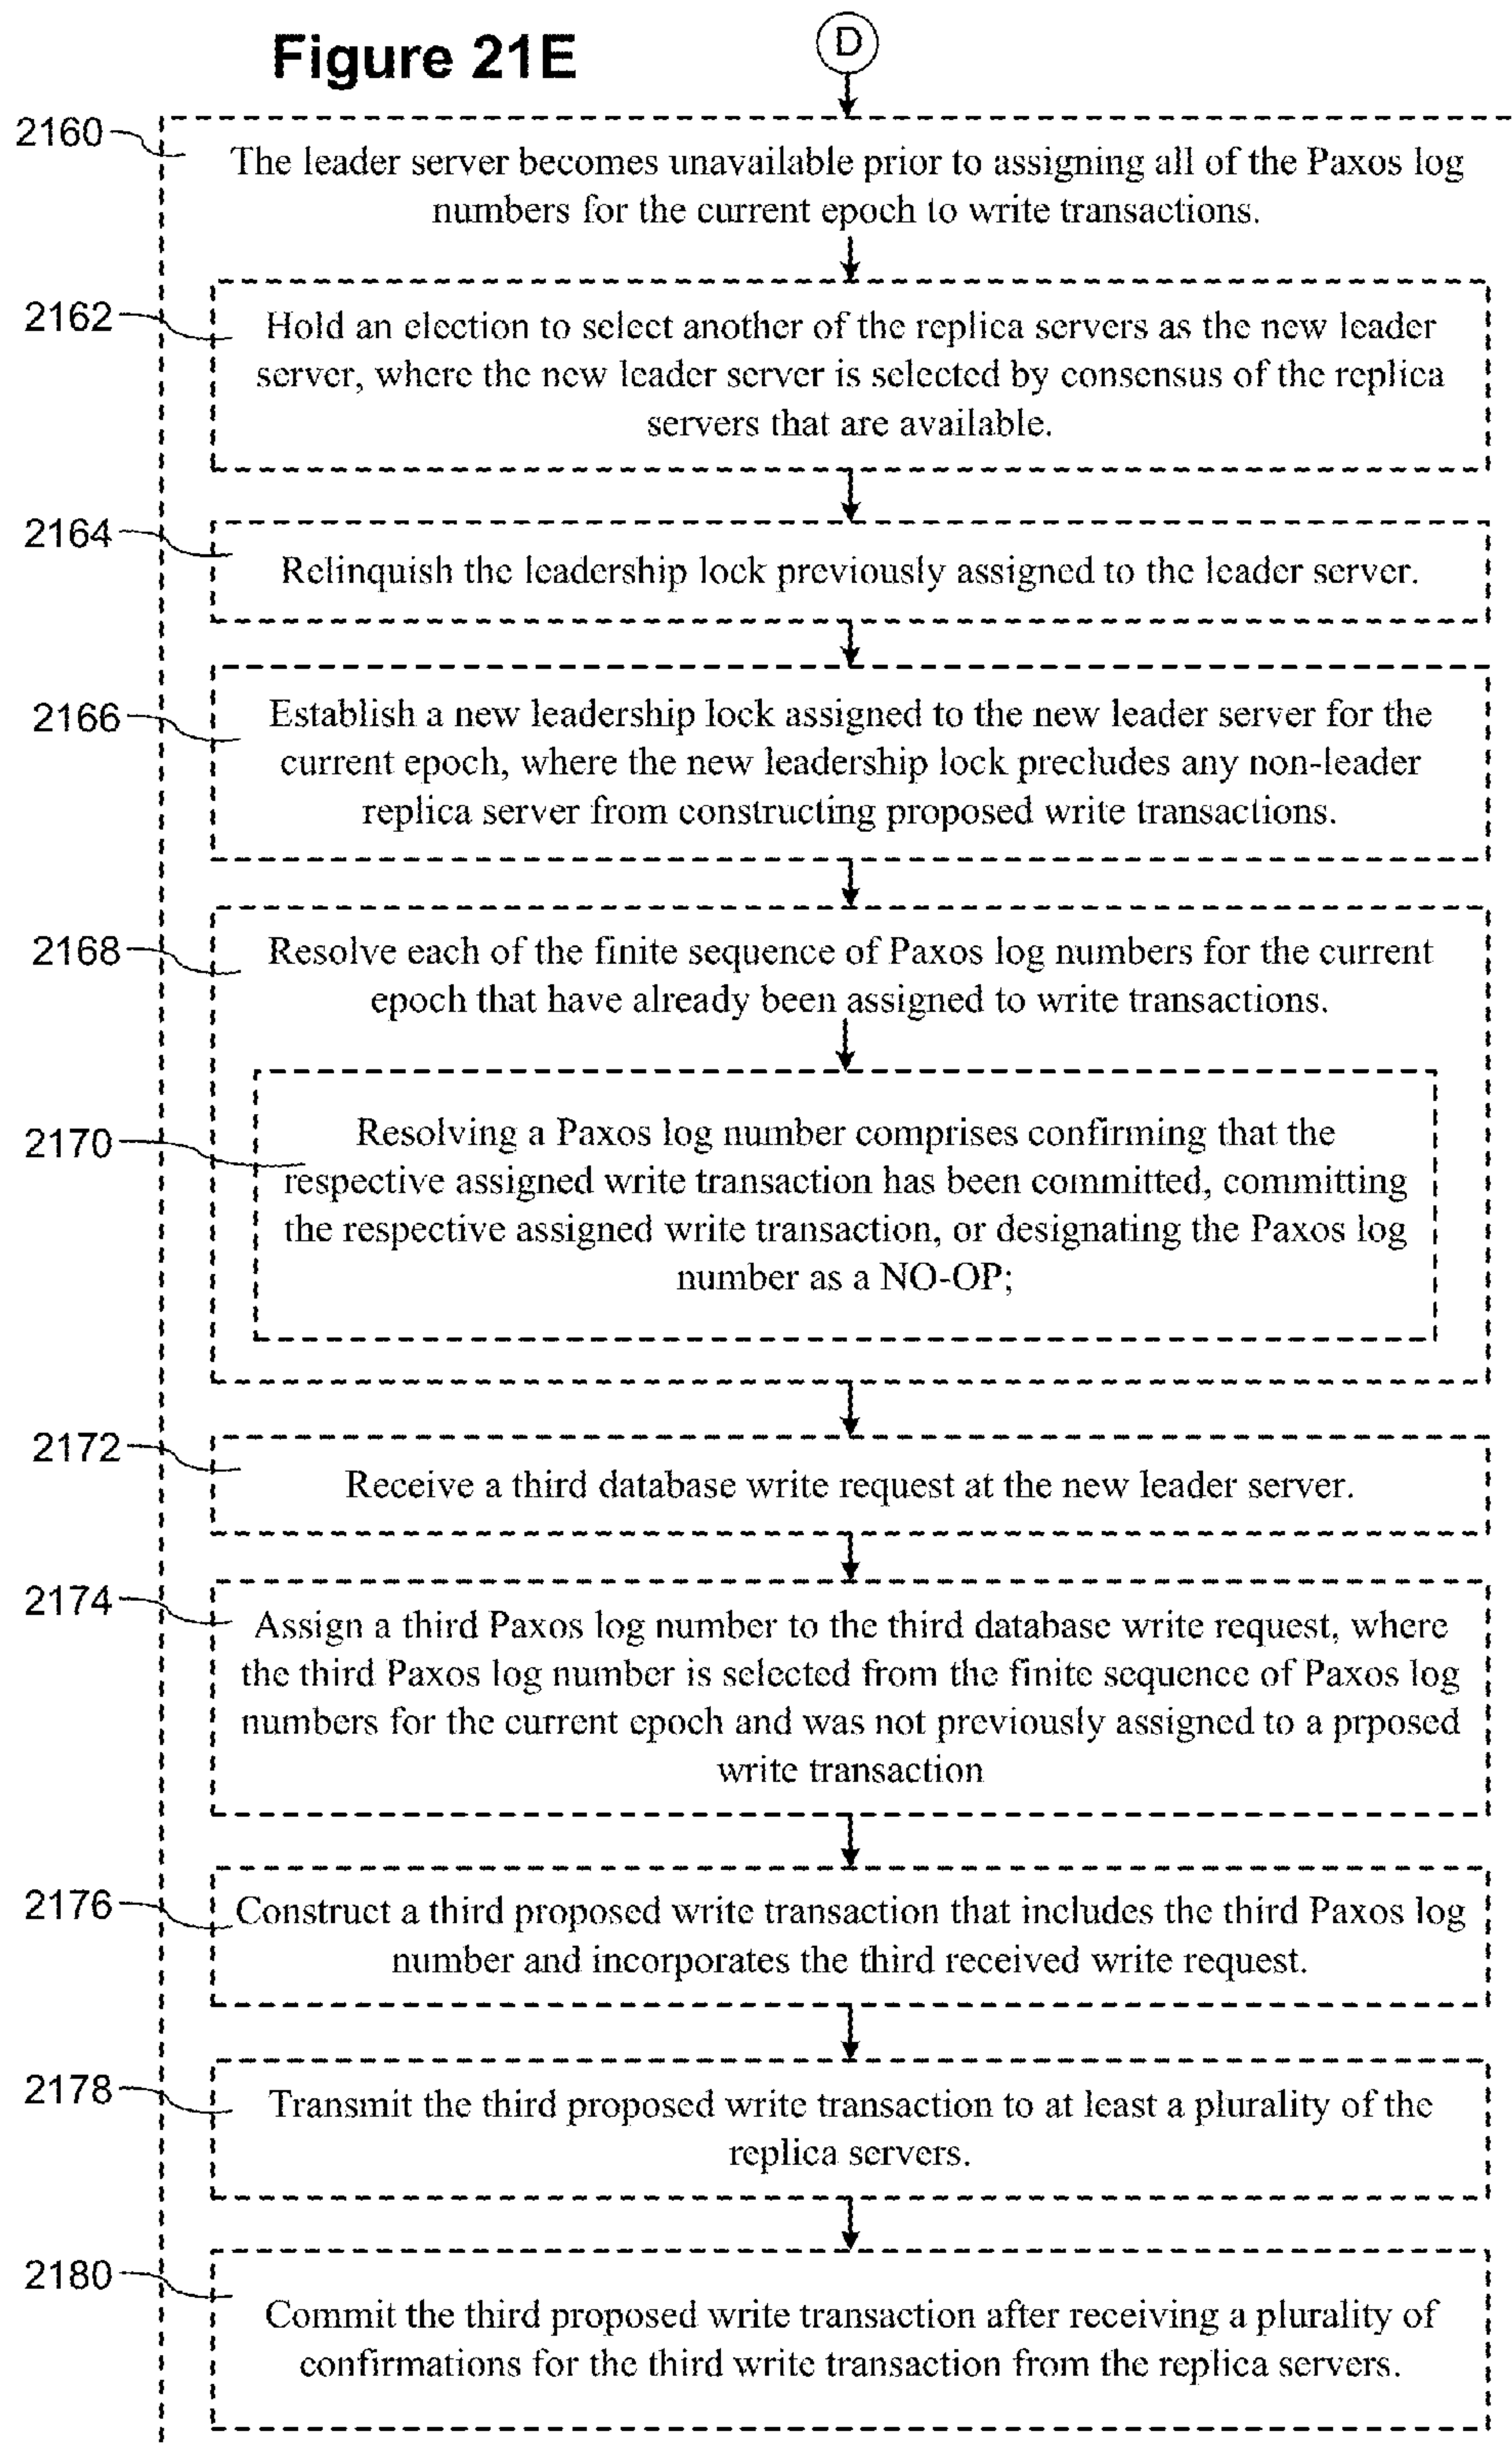 Figure 21E
D
2160
The leader server becomes unavailable prior to assigning all of the Paxos log
numbers for the current epoch to write transactions.
2162
Hold an election to select another of the replica servers as the new leader
server, where the new leader server is selected by consensus of the replica
servers that are available.
2164
Relinquish the leadership lock previously assigned to the leader server.
2166
Establish a new leadership lock assigned to the new leader server for the
current epoch, where the new leadership lock precludes any non-leader
replica server from constructing proposed write transactions.
2168
Resolve each of the finite sequence of Paxos log numbers for the current
epoch that have already been assigned to write transactions.
2170
Resolving a Paxos log number comprises confirming that the
respective assigned write transaction has been committed, committing
the respective assigned write transaction, or designating the Paxos log
number as a NO-OP;
2172
Receive a third database write request at the new leader server.
2174
Assign a third Paxos log number to the third database write request, where
the third Paxos log number is selected from the finite sequence of Paxos log
numbers for the current epoch and was not previously assigned to a prposed
write transaction
2176
Construct a third proposed write transaction that includes the third Paxos log
number and incorporates the third received write request.
2178
Transmit the third proposed write transaction to at least a plurality of the
replica servers.
2180
Commit the third proposed write transaction after receiving a plurality of
confirmations for the third write transaction from the replica servers.